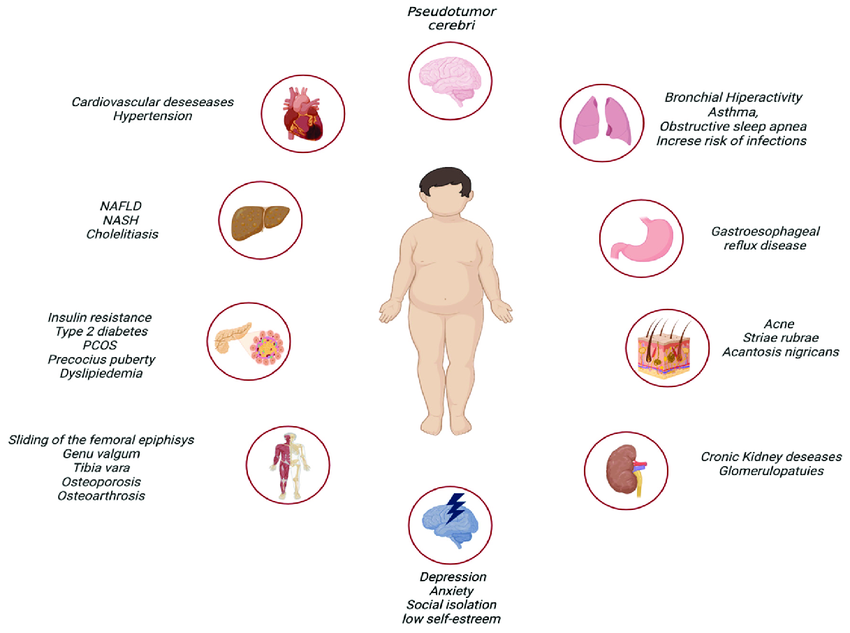 Pseudotumor
cerebri
Cardiovascular deseseases
Hypertension
Bronchial Hiperactivity
Asthma,
Obstructive sleep apnea
Increse risk of infections
NAFLD
NASH
Cholelitiasis
Gastroesophageal
reflux disease
Insulin resistance
Type 2 diabetes
PCOS
Precocius puberty
Dyslipiedemia
Acne
Striae rubrae
Acantosis nigricans
Sliding of the femoral epiphisys
Genu valgum
Tibia vara
Osteoporosis
Osteoarthrosis
Cronic Kidney deseases
Glomerulopatuies
Depression
Anxiety
Social isolation
low self-estreem